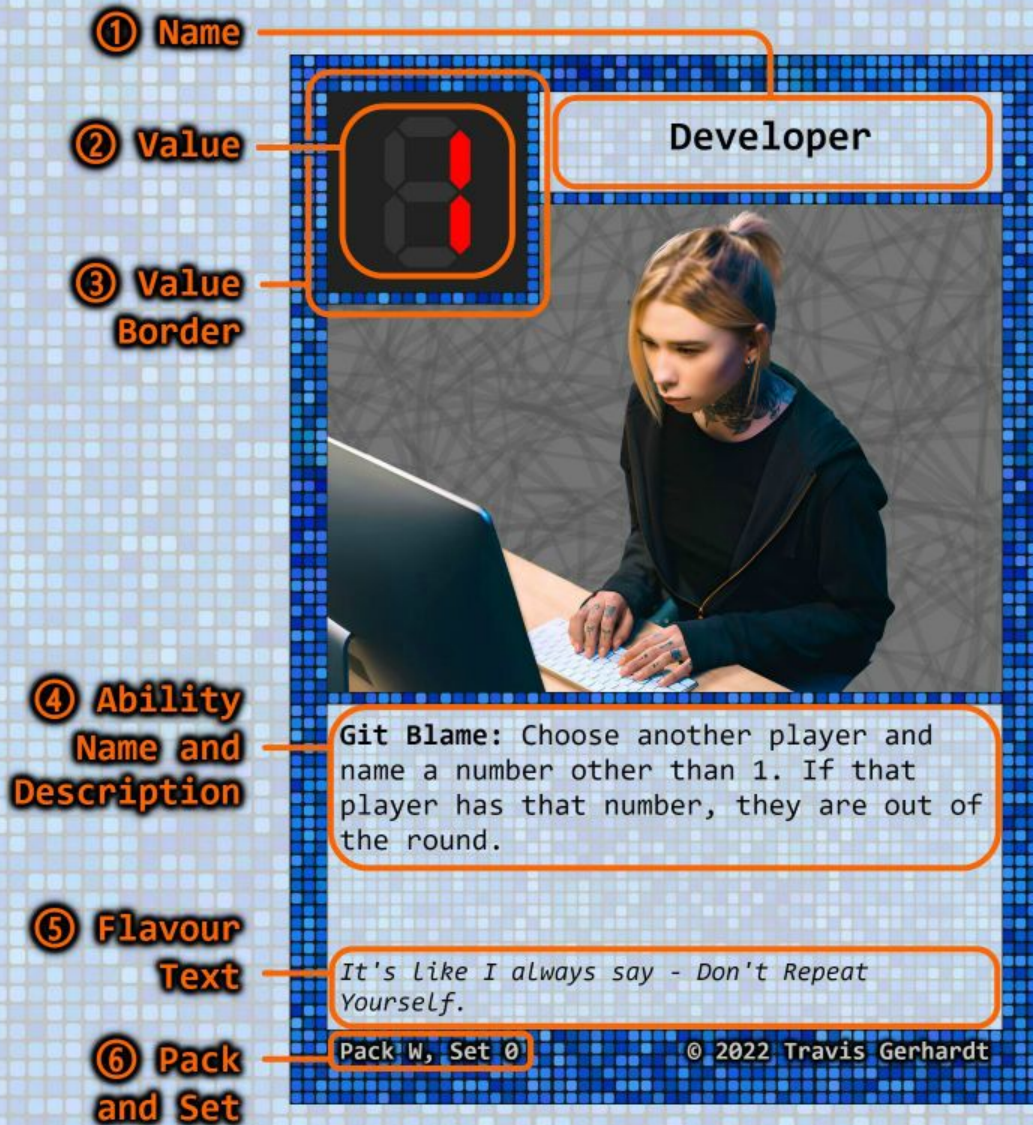 ① Name
② Value
③ Value
Border
④ Ability
Name and
Description
⑤ Flavour
Text
⑥ Pack
and Set
1
Developer
Git Blame: Choose another player and
name a number other than 1. If that
player has that number, they are out of
the round.
It's like I always say - Don't Repeat
Yourself.
Pack W, Set 0
© 2022 Travis Gerhardt